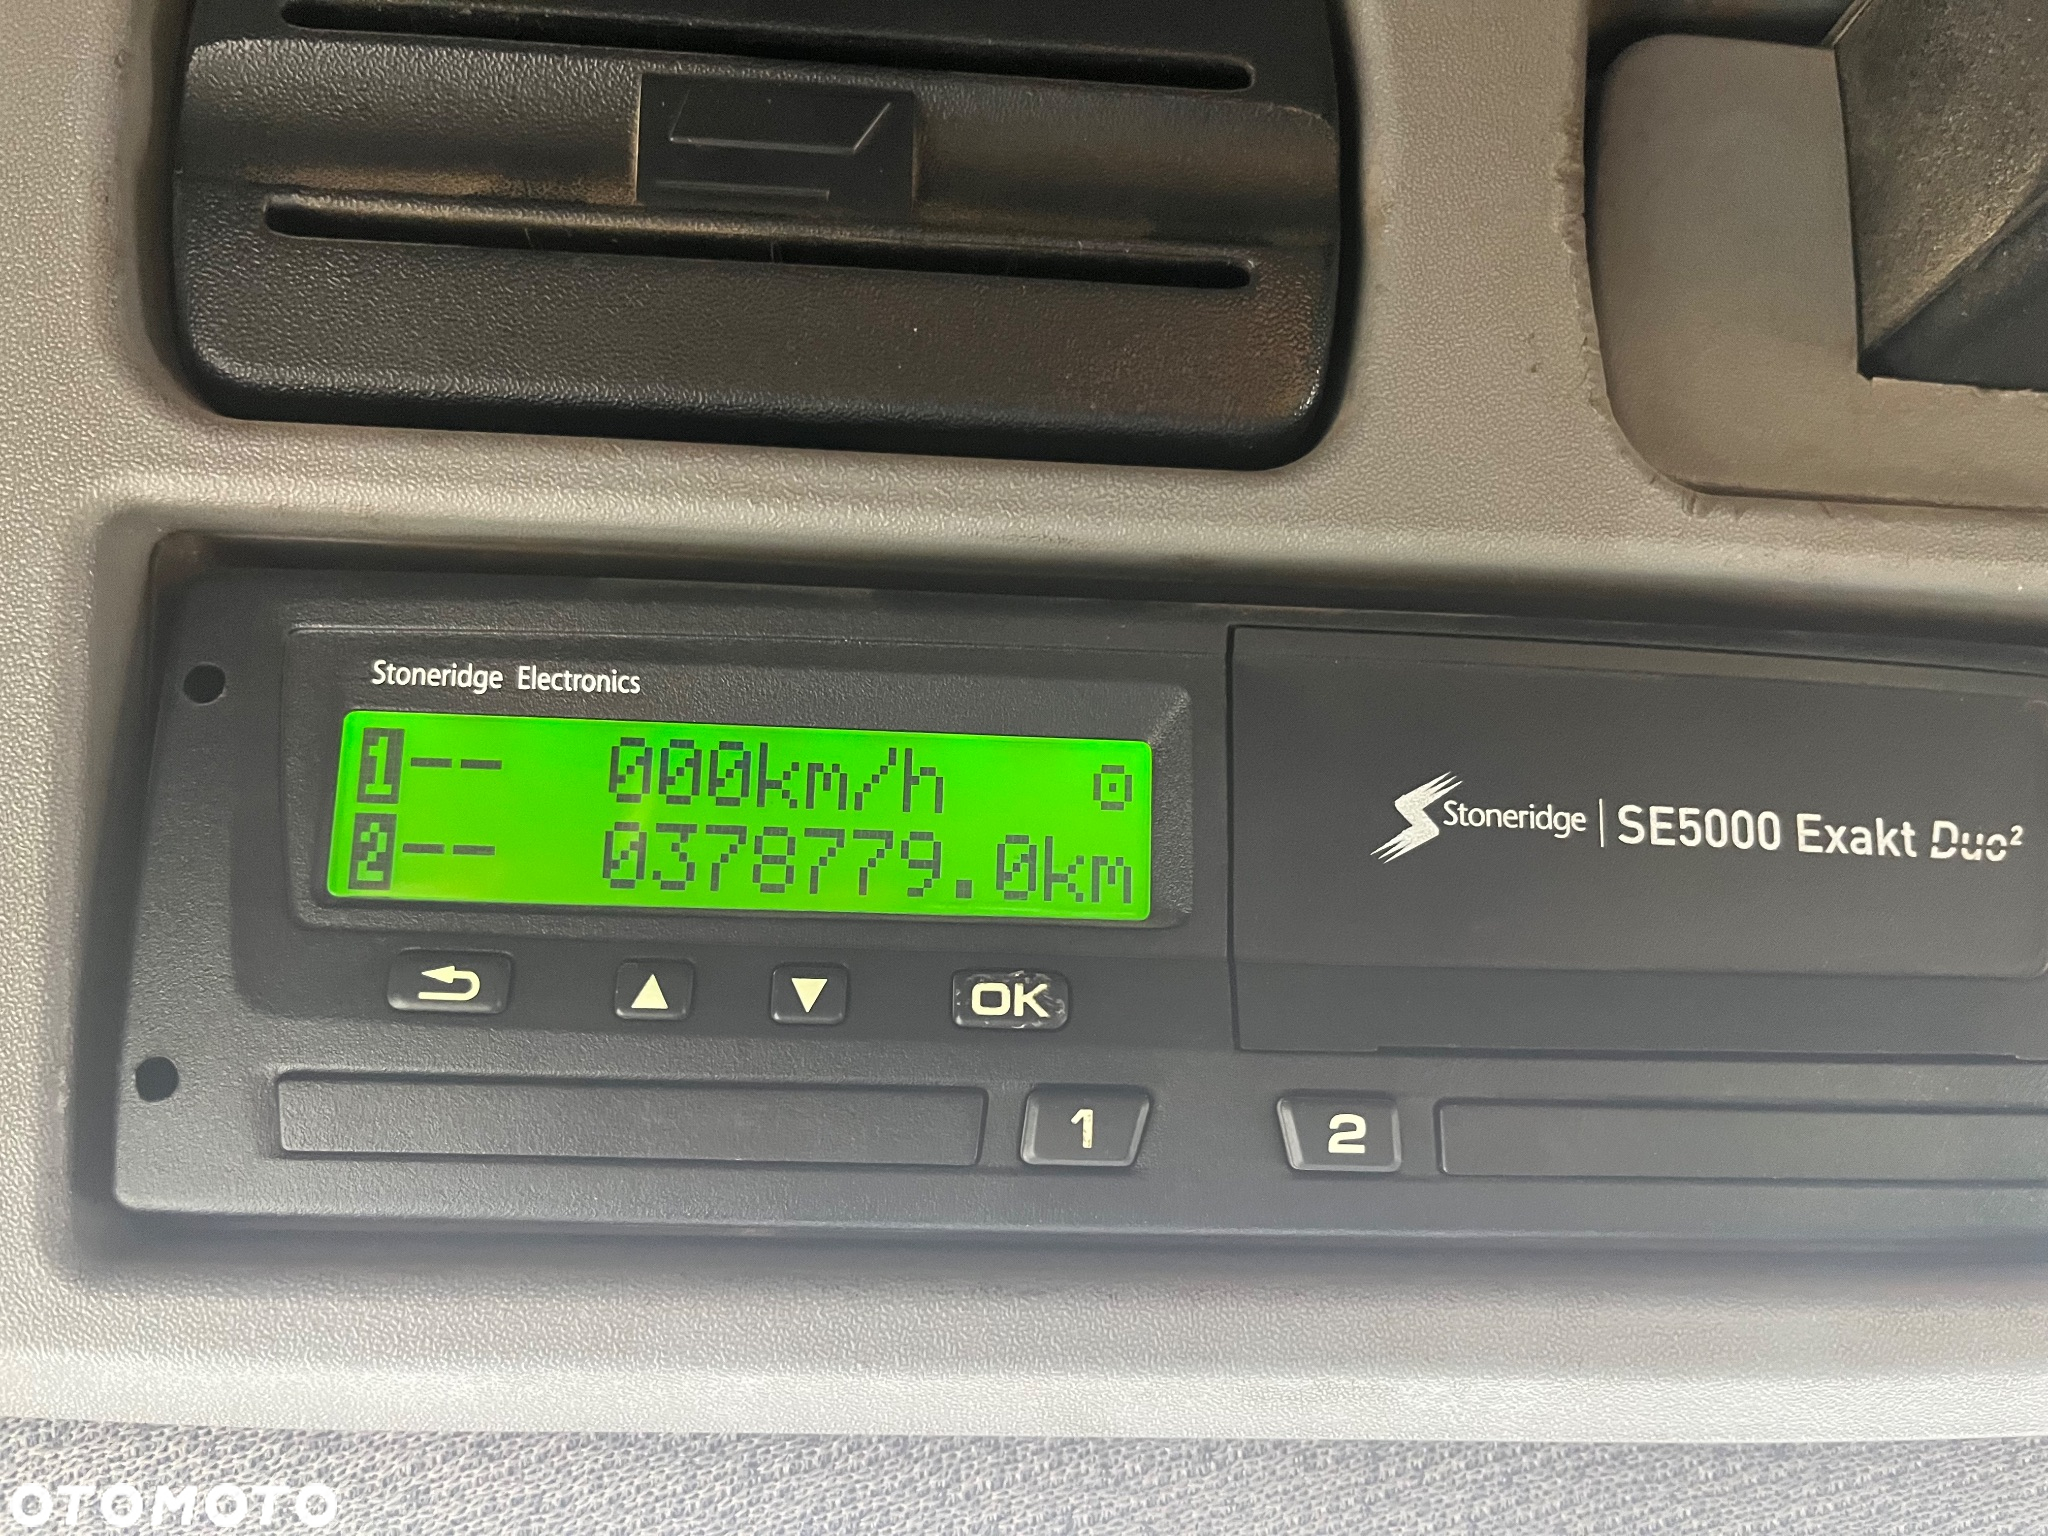 Stoneridge Electronics
1-- 000km/h
2-- 0378779.0km
Stoneridge | SE5000 Exakt Duo²
OK
1 2
OTOMOTO